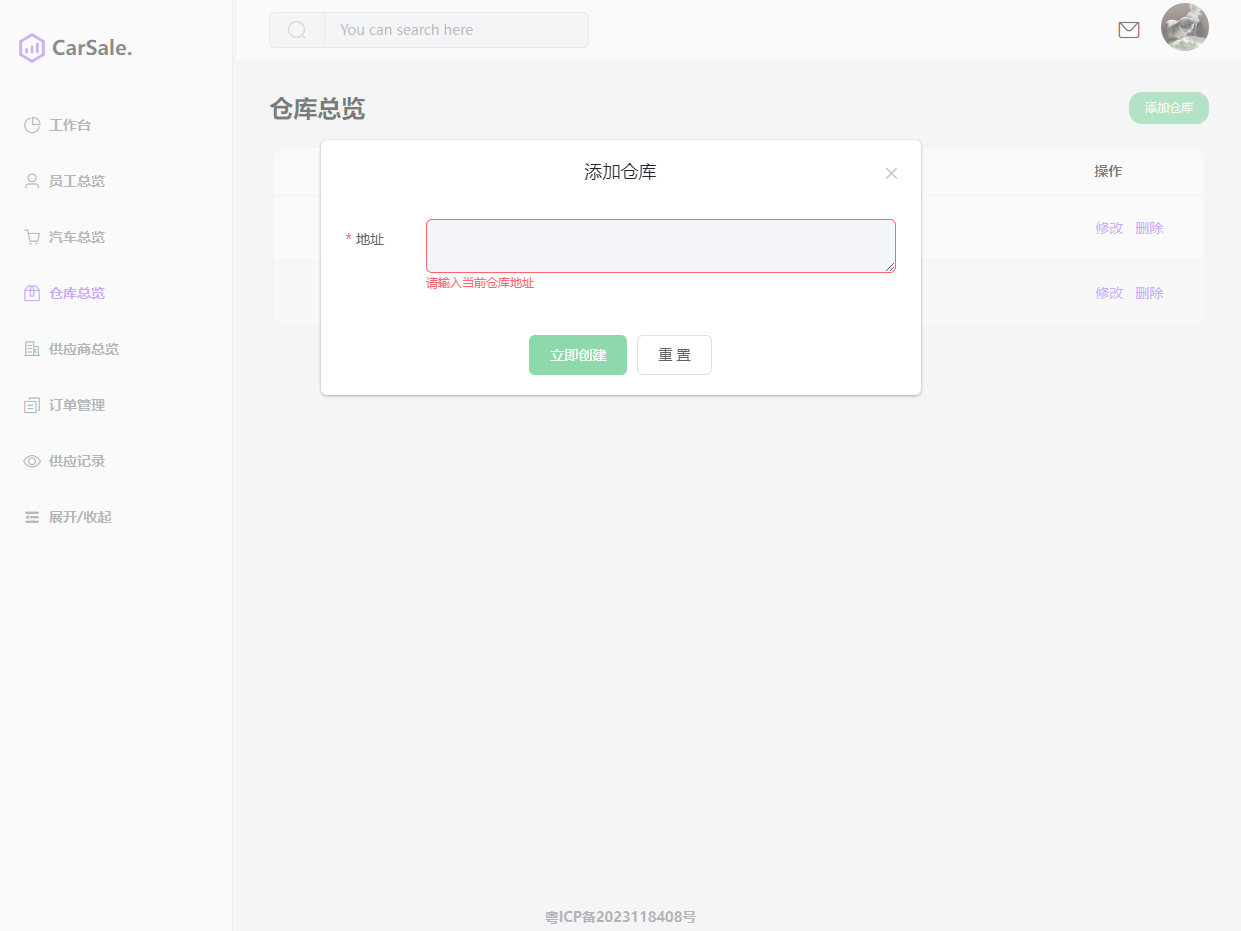 CarSale.
工作台
员工总览
汽车总览
仓库总览
供应商总览
订单管理
供应记录
展开/收起
You can search here
仓库总览
添加仓库
操作
修改 删除
修改 删除
添加仓库
* 地址
请输入当前仓库地址
立即创建
重 置
粤ICP备2023118408号